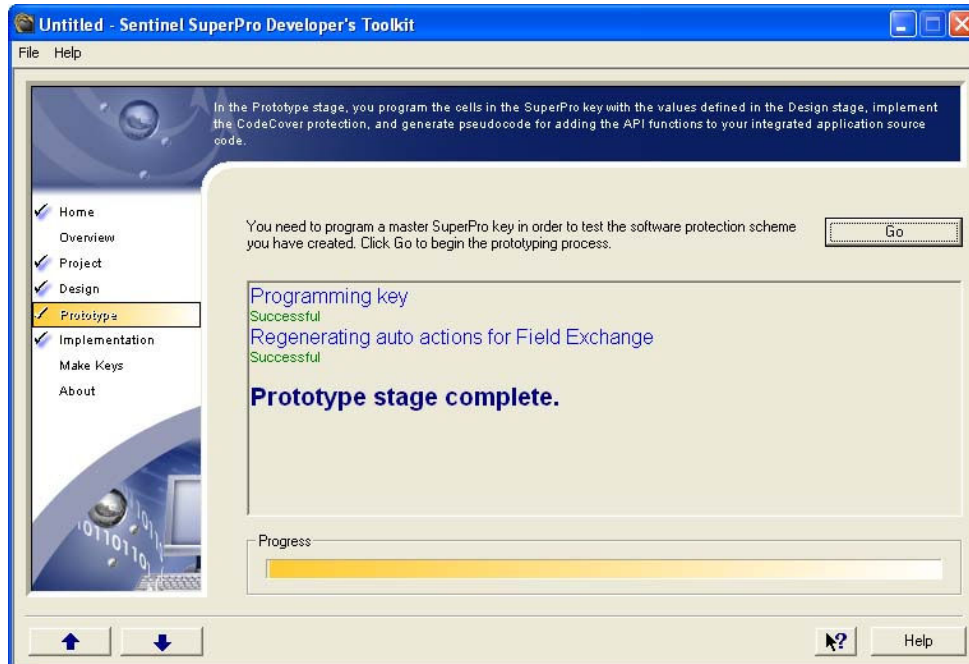 Untitled - Sentinel SuperPro Developer's Toolkit
File Help
In the Prototype stage, you program the cells in the SuperPro key with the values defined in the Design stage, implement
the CodeCover protection, and generate pseudocode for adding the API functions to your integrated application source
code.
Home
Overview
Project
Design
Prototype
Implementation
Make Keys
About
You need to program a master SuperPro key in order to test the software protection scheme
you have created. Click Go to begin the prototyping process.
Go
Programming key
Successful
Regenerating auto actions for Field Exchange
Successful
Prototype stage complete.
Progress
Help